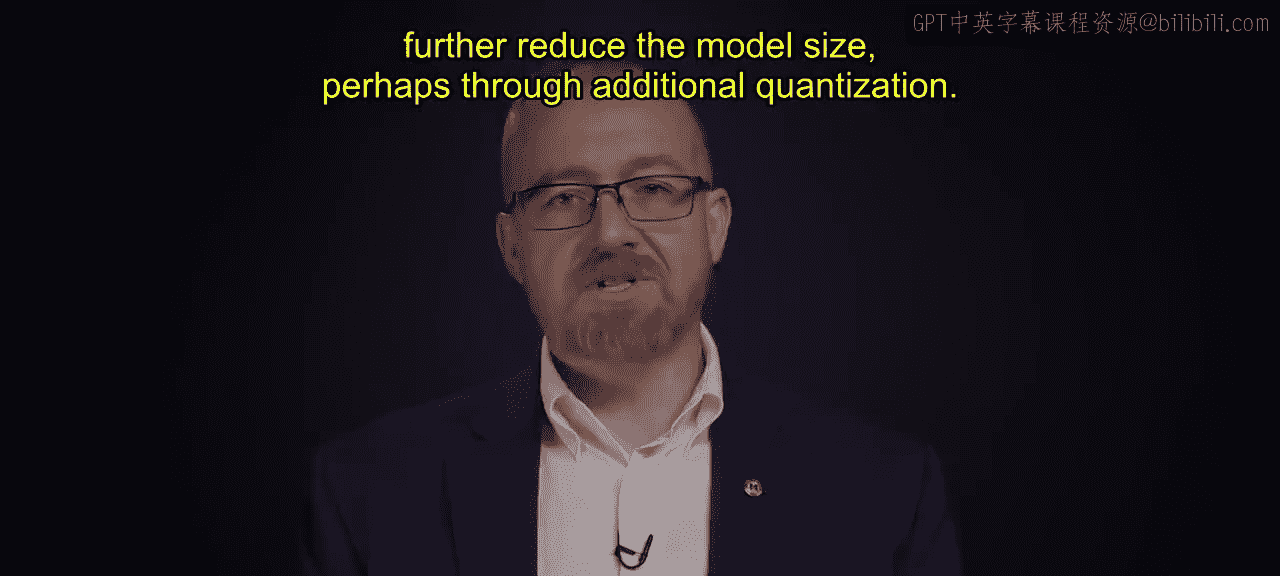 GPT中英字幕课程资源@bilibili.com
further reduce the model size,
perhaps through additional quantization.